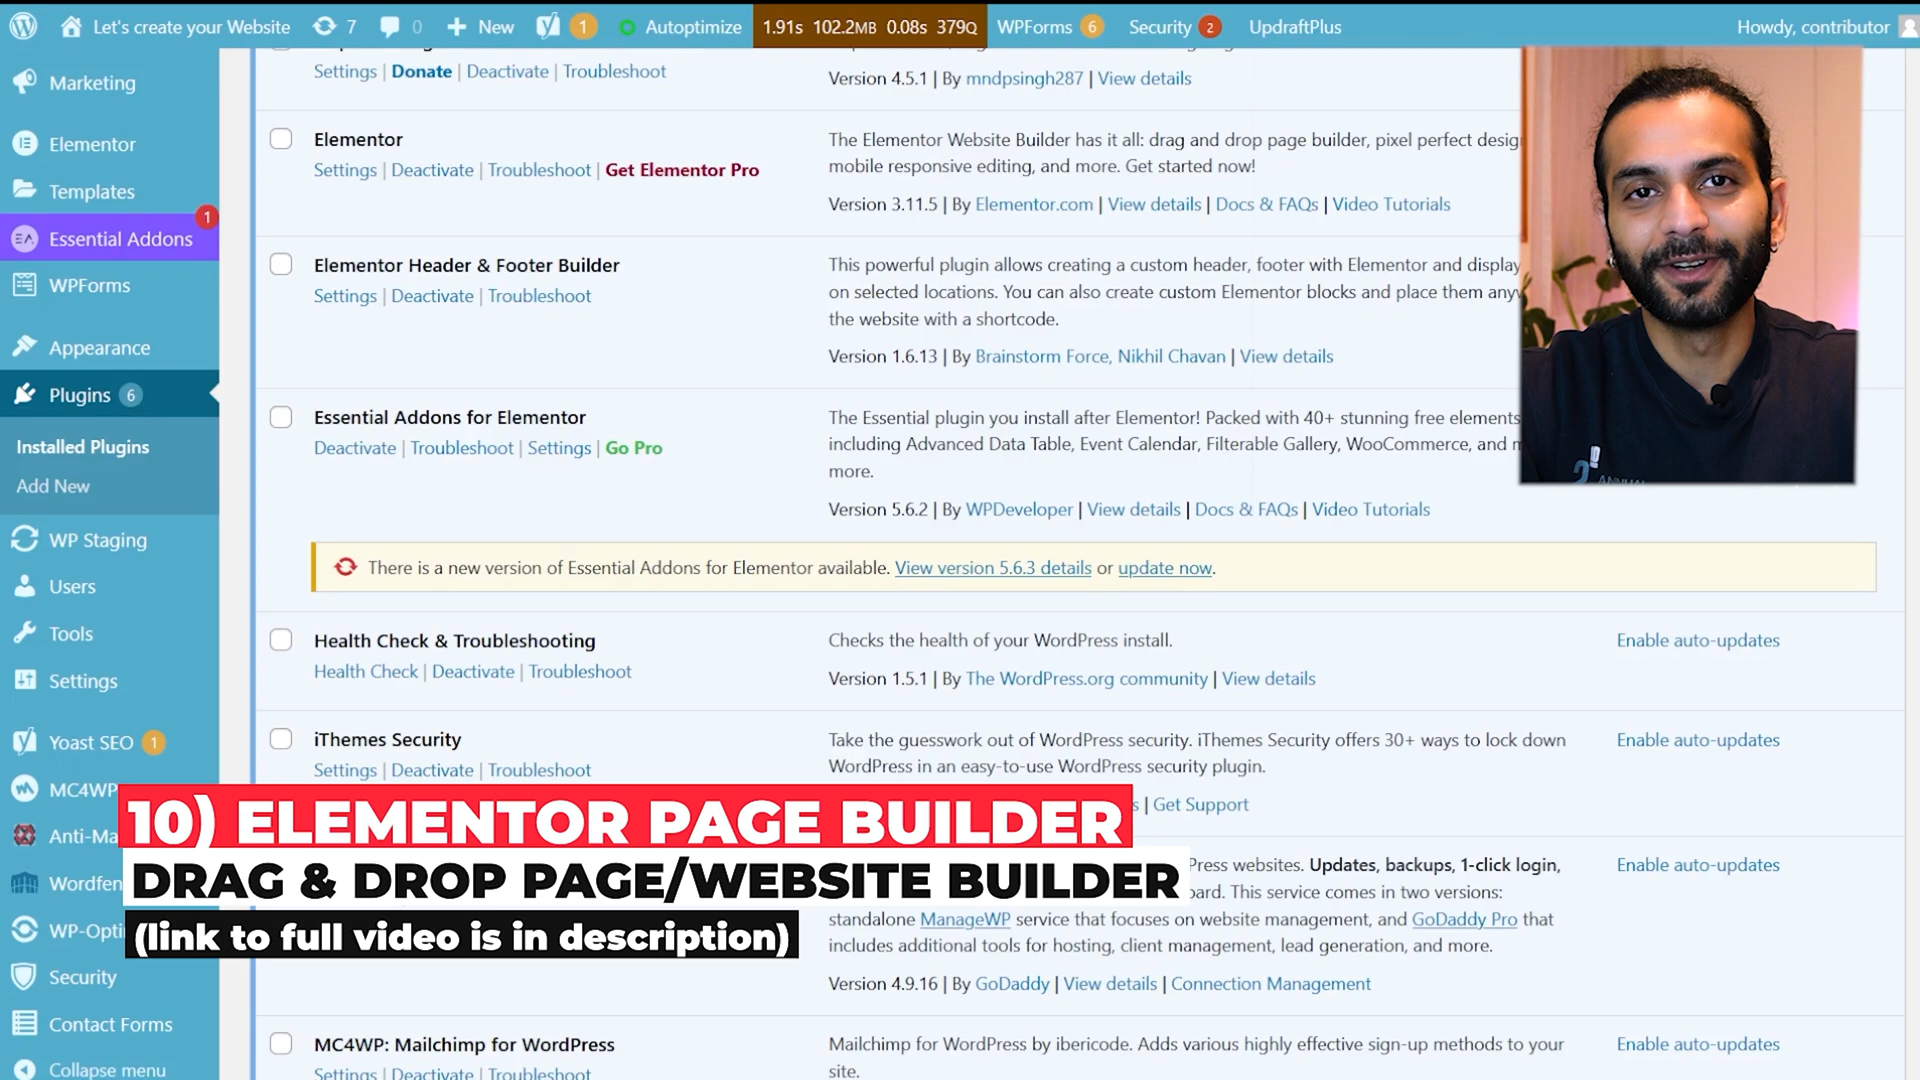 Let's create your Website 7 0 New 1 Autoptimize 1.91s 102.2MB 0.08s 379Q WPForms 6 Security 2 UpdraftPlus Howdy, contributor
Marketing
Elementor
Templates
Essential Addons 1
WPForms
Appearance
Plugins 6
Installed Plugins
Add New
WP Staging
Users
Tools
Settings
Yoast SEO 1
MC4WP
Anti-Ma
Wordfen
WP-Opti
Security
Contact Forms
Collapse menu
Settings | Donate | Deactivate | Troubleshoot
Version 4.5.1 | By mndpsingh287 | View details
Elementor
Settings | Deactivate | Troubleshoot | Get Elementor Pro
The Elementor Website Builder has it all: drag and drop page builder, pixel perfect desig
mobile responsive editing, and more. Get started now!
Version 3.11.5 | By Elementor.com | View details | Docs & FAQs | Video Tutorials
Elementor Header & Footer Builder
Settings | Deactivate | Troubleshoot
This powerful plugin allows creating a custom header, footer with Elementor and display
on selected locations. You can also create custom Elementor blocks and place them anyw
the website with a shortcode.
Version 1.6.13 | By Brainstorm Force, Nikhil Chavan | View details
Essential Addons for Elementor
Deactivate | Troubleshoot | Settings | Go Pro
The Essential plugin you install after Elementor! Packed with 40+ stunning free elements
including Advanced Data Table, Event Calendar, Filterable Gallery, WooCommerce, and m
more.
Version 5.6.2 | By WPDeveloper | View details | Docs & FAQs | Video Tutorials
There is a new version of Essential Addons for Elementor available. View version 5.6.3 details or update now.
Health Check & Troubleshooting
Health Check | Deactivate | Troubleshoot
Checks the health of your WordPress install.
Version 1.5.1 | By The WordPress.org community | View details
Enable auto-updates
iThemes Security
Settings | Deactivate | Troubleshoot
Take the guesswork out of WordPress security. iThemes Security offers 30+ ways to lock down
WordPress in an easy-to-use WordPress security plugin.
s | Get Support
Enable auto-updates
10) ELEMENTOR PAGE BUILDER
DRAG & DROP PAGE/WEBSITE BUILDER
(link to full video is in description)
Press websites. Updates, backups, 1-click login,
oard. This service comes in two versions:
standalone ManageWP service that focuses on website management, and GoDaddy Pro that
includes additional tools for hosting, client management, lead generation, and more.
Version 4.9.16 | By GoDaddy | View details | Connection Management
Enable auto-updates
MC4WP: Mailchimp for WordPress
Settings | Deactivate | Troubleshoot
Mailchimp for WordPress by ibericode. Adds various highly effective sign-up methods to your
site.
Enable auto-updates